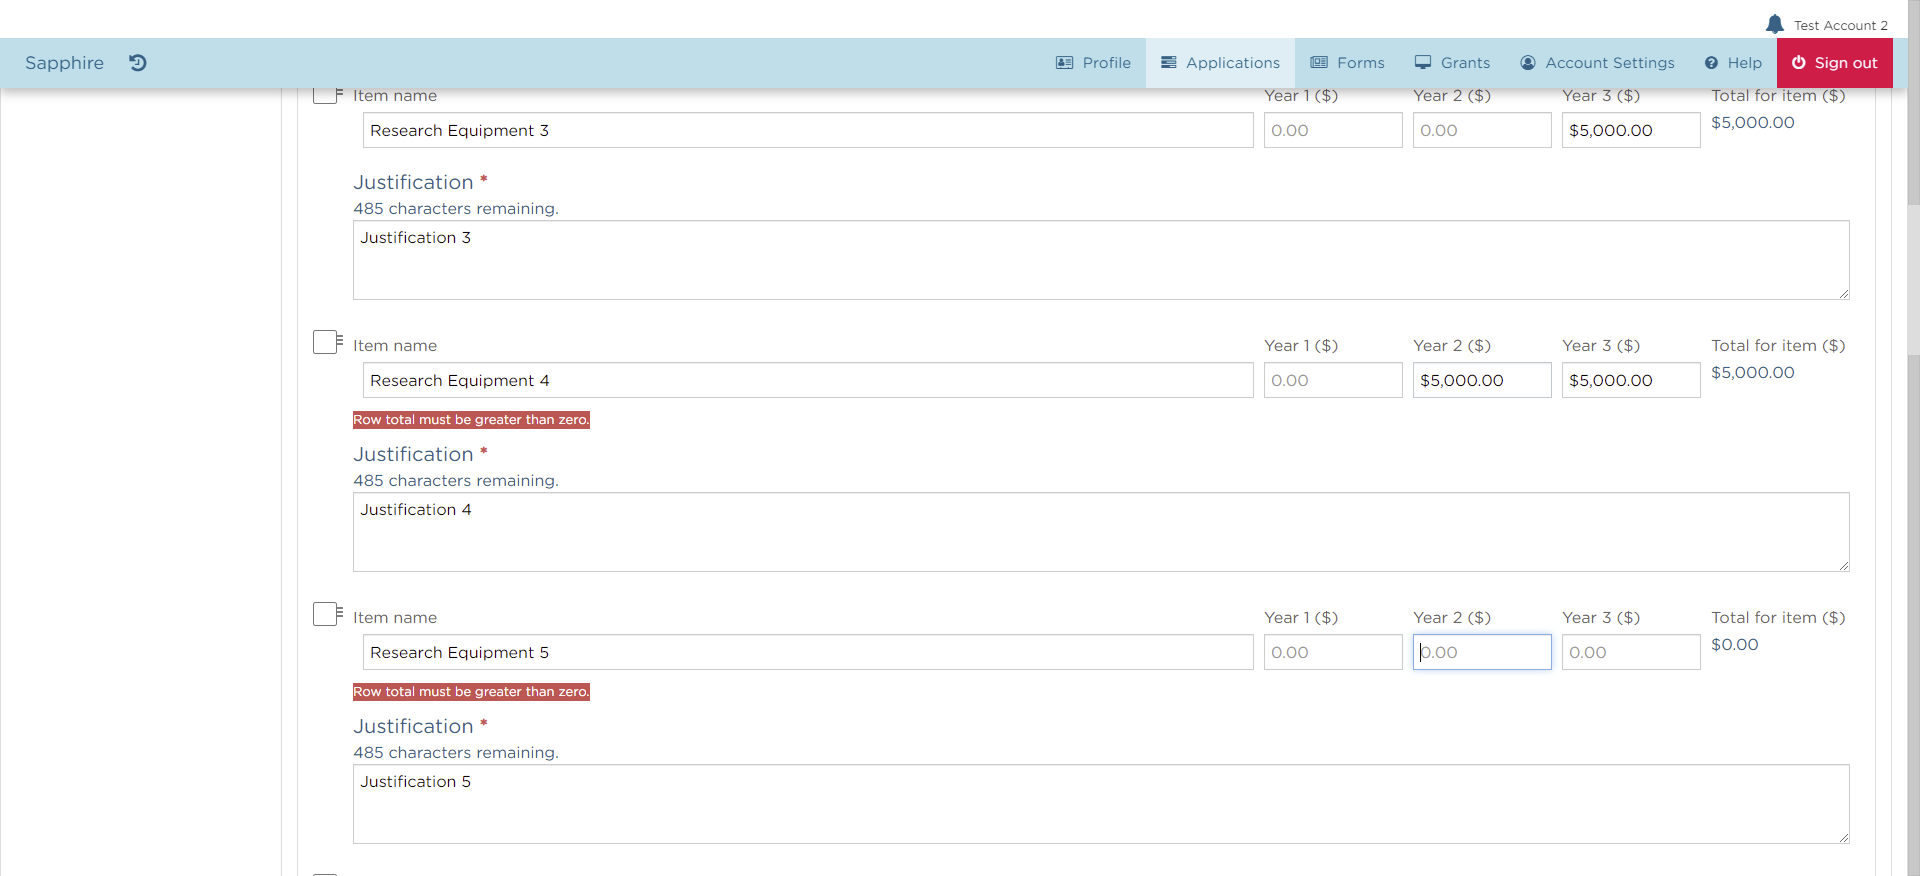 Test Account 2
Sapphire Profile Applications Forms Grants Account Settings Help Sign out
Item name Year 1 ($) Year 2 ($) Year 3 ($) Total for item ($)
Research Equipment 3 0.00 0.00 $5,000.00 $5,000.00
Justification *
485 characters remaining.
Justification 3
Item name Year 1 ($) Year 2 ($) Year 3 ($) Total for item ($)
Research Equipment 4 0.00 $5,000.00 $5,000.00 $5,000.00
Row total must be greater than zero.
Justification *
485 characters remaining.
Justification 4
Item name Year 1 ($) Year 2 ($) Year 3 ($) Total for item ($)
Research Equipment 5 0.00 0.00 0.00 $0.00
Row total must be greater than zero.
Justification *
485 characters remaining.
Justification 5